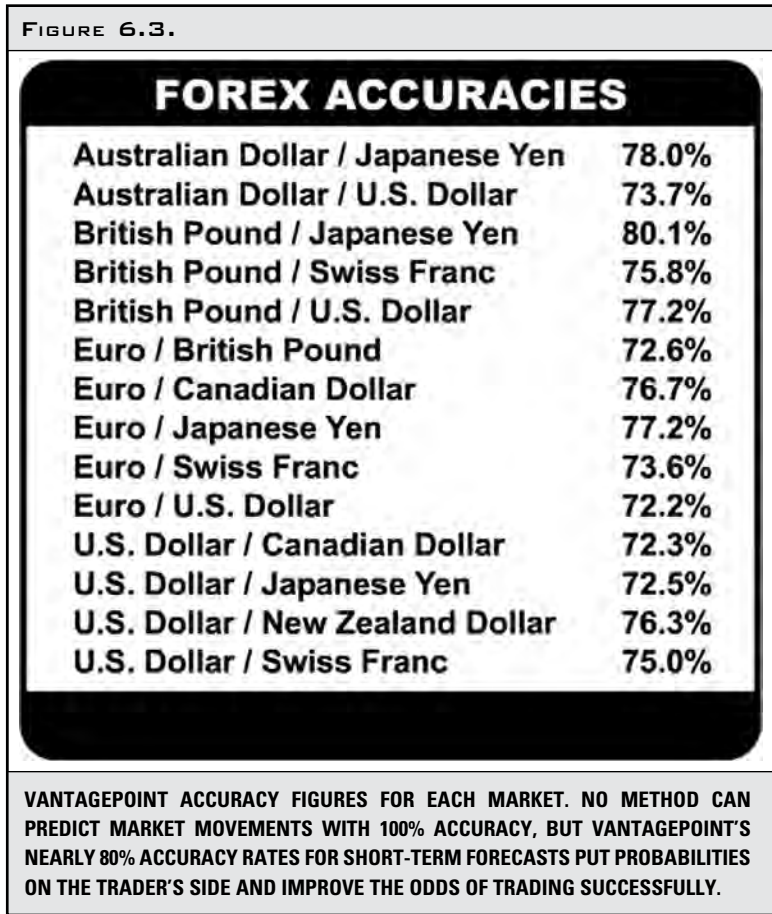 FIGURE 6.3.
FOREX ACCURACIES
Australian Dollar / Japanese Yen 78.0%
Australian Dollar / U.S. Dollar 73.7%
British Pound / Japanese Yen 80.1%
British Pound / Swiss Franc 75.8%
British Pound / U.S. Dollar 77.2%
Euro / British Pound 72.6%
Euro / Canadian Dollar 76.7%
Euro / Japanese Yen 77.2%
Euro / Swiss Franc 73.6%
Euro / U.S. Dollar 72.2%
U.S. Dollar / Canadian Dollar 72.3%
U.S. Dollar / Japanese Yen 72.5%
U.S. Dollar / New Zealand Dollar 76.3%
U.S. Dollar / Swiss Franc 75.0%
VANTAGEPOINT ACCURACY FIGURES FOR EACH MARKET. NO METHOD CAN
PREDICT MARKET MOVEMENTS WITH 100% ACCURACY, BUT VANTAGEPOINT'S
NEARLY 80% ACCURACY RATES FOR SHORT-TERM FORECASTS PUT PROBABILITIES
ON THE TRADER'S SIDE AND IMPROVE THE ODDS OF TRADING SUCCESSFULLY.